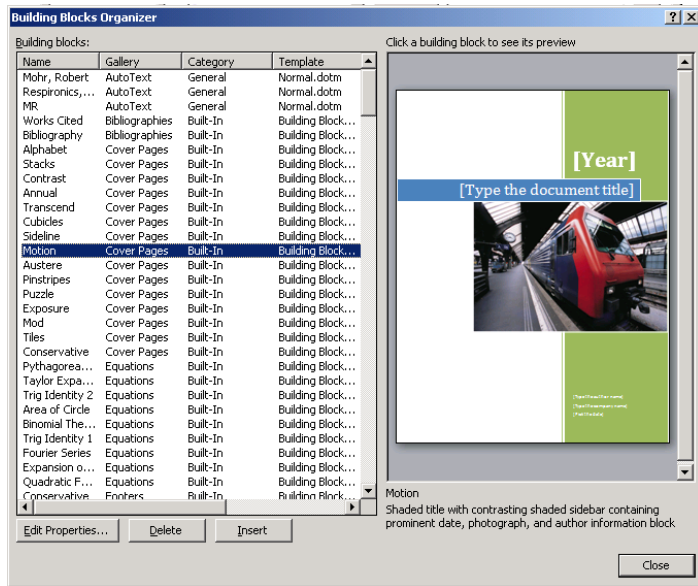 Building Blocks Organizer
Building blocks:
Click a building block to see its preview
Name Gallery Category Template
Mohr, Robert AutoText General Normal.dotm
Respironics,... AutoText General Normal.dotm
MR AutoText General Normal.dotm
Works Cited Bibliographies Built-In Building Block...
Bibliography Bibliographies Built-In Building Block...
Alphabet Cover Pages Built-In Building Block...
Stacks Cover Pages Built-In Building Block...
Contrast Cover Pages Built-In Building Block...
Annual Cover Pages Built-In Building Block...
Transcend Cover Pages Built-In Building Block...
Cubicles Cover Pages Built-In Building Block...
Sideline Cover Pages Built-In Building Block...
Motion Cover Pages Built-In Building Block...
Austere Cover Pages Built-In Building Block...
Pinstripes Cover Pages Built-In Building Block...
Puzzle Cover Pages Built-In Building Block...
Exposure Cover Pages Built-In Building Block...
Mod Cover Pages Built-In Building Block...
Tiles Cover Pages Built-In Building Block...
Conservative Cover Pages Built-In Building Block...
Pythagorea... Equations Built-In Building Block...
Taylor Expa... Equations Built-In Building Block...
Trig Identity 2 Equations Built-In Building Block...
Area of Circle Equations Built-In Building Block...
Binomial The... Equations Built-In Building Block...
Trig Identity 1 Equations Built-In Building Block...
Fourier Series Equations Built-In Building Block...
Expansion o... Equations Built-In Building Block...
Quadratic F... Equations Built-In Building Block...
Conservative Footers Built-In Building Block...
[Year]
[Type the document title]
Motion
Shaded title with contrasting shaded sidebar containing
prominent date, photograph, and author information block
Edit Properties... Delete Insert
Close